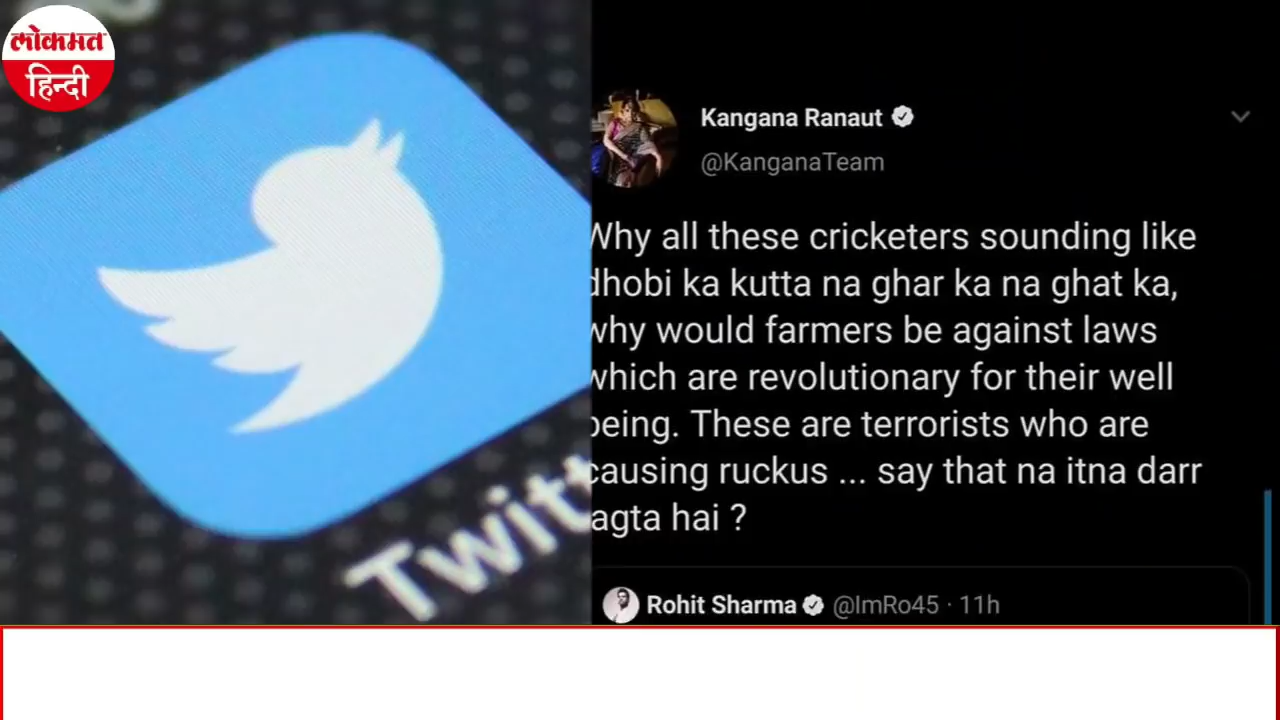 लोकमत
हिन्दी
Twitt
Kangana Ranaut
@KanganaTeam
Why all these cricketers sounding like
dhobi ka kutta na ghar ka na ghat ka,
why would farmers be against laws
which are revolutionary for their well
being. These are terrorists who are
causing ruckus ... say that na itna darr
agta hai ?
Rohit Sharma @ImRo45 · 11h